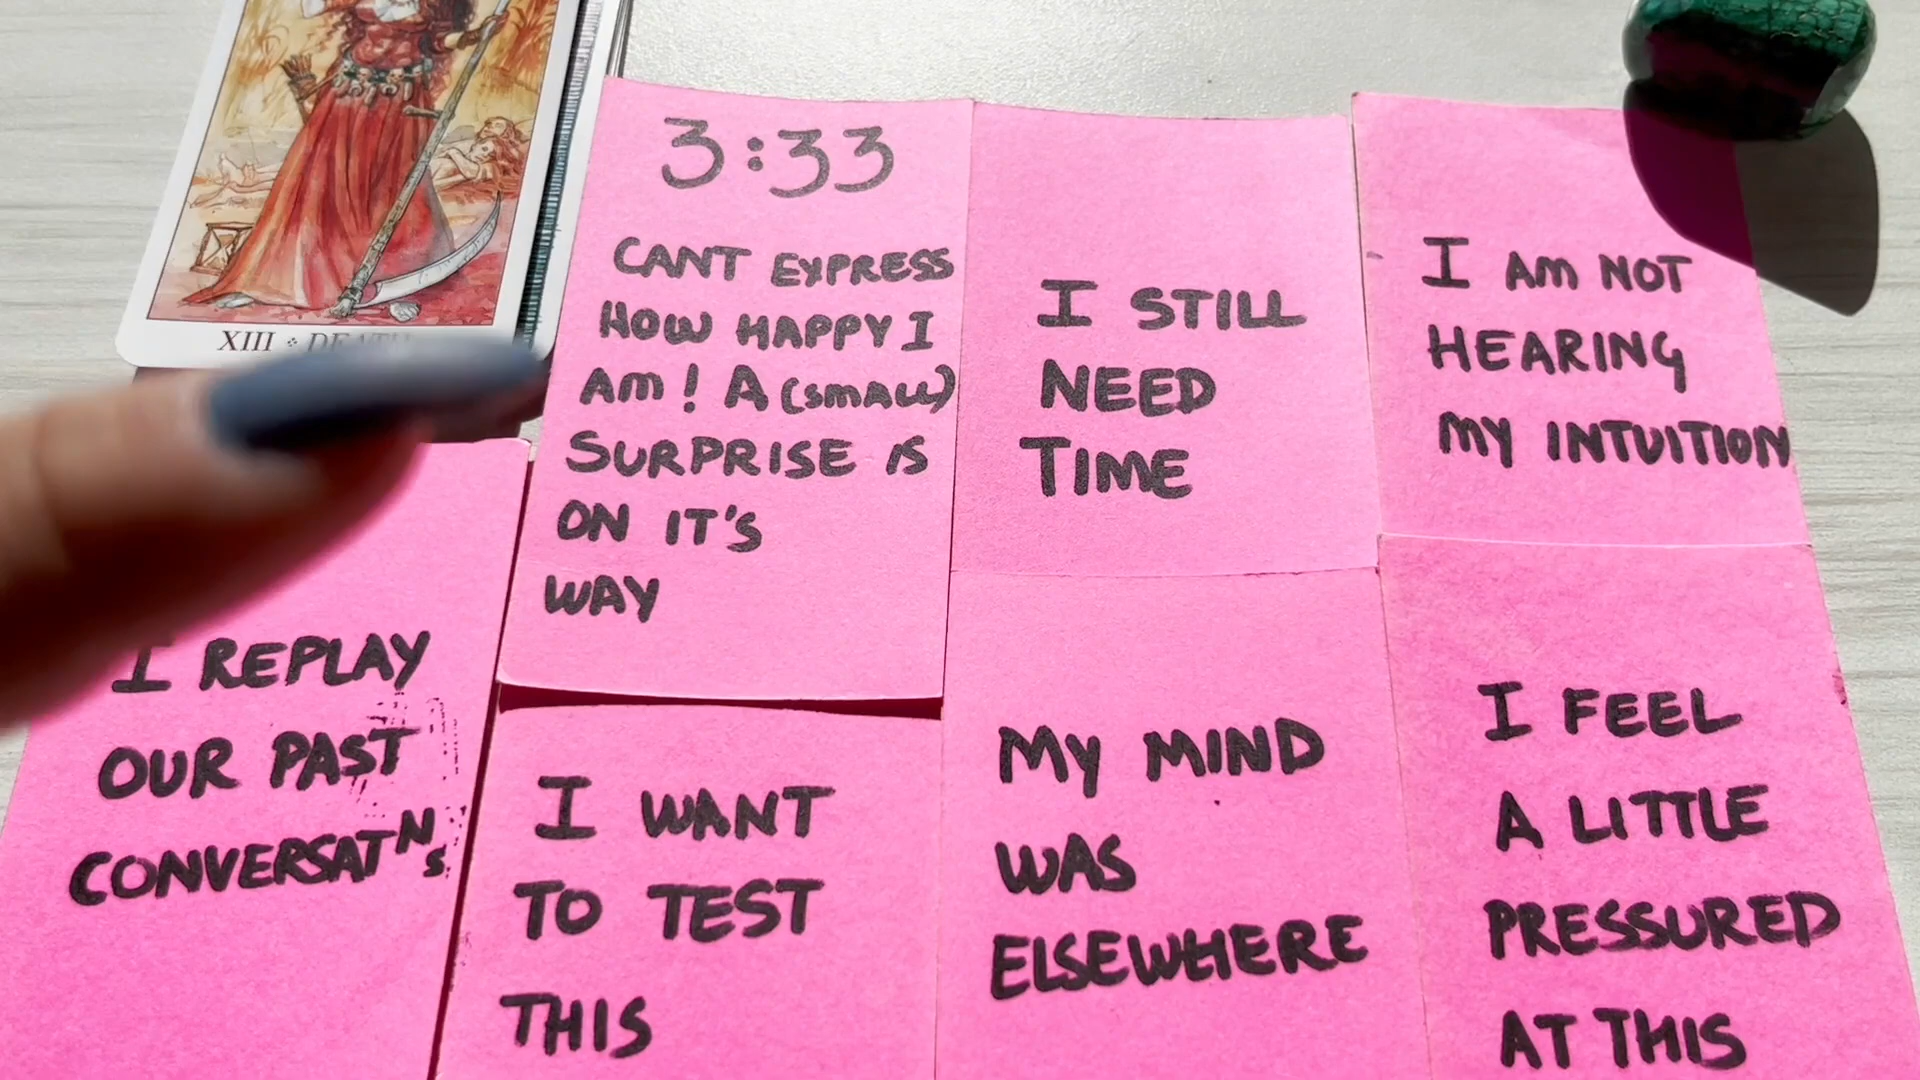 XIII DEATH
3:33
CANT EXPRESS
HOW HAPPY I
AM! A (SMALL)
SURPRISE IS
ON IT'S
WAY
I STILL
NEED
TIME
I AM NOT
HEARING
MY INTUITION
I REPLAY
OUR PAST
CONVERSATNS
I WANT
TO TEST
THIS
MY MIND
WAS
ELSEWHERE
I FEEL
A LITTLE
PRESSURED
AT THIS